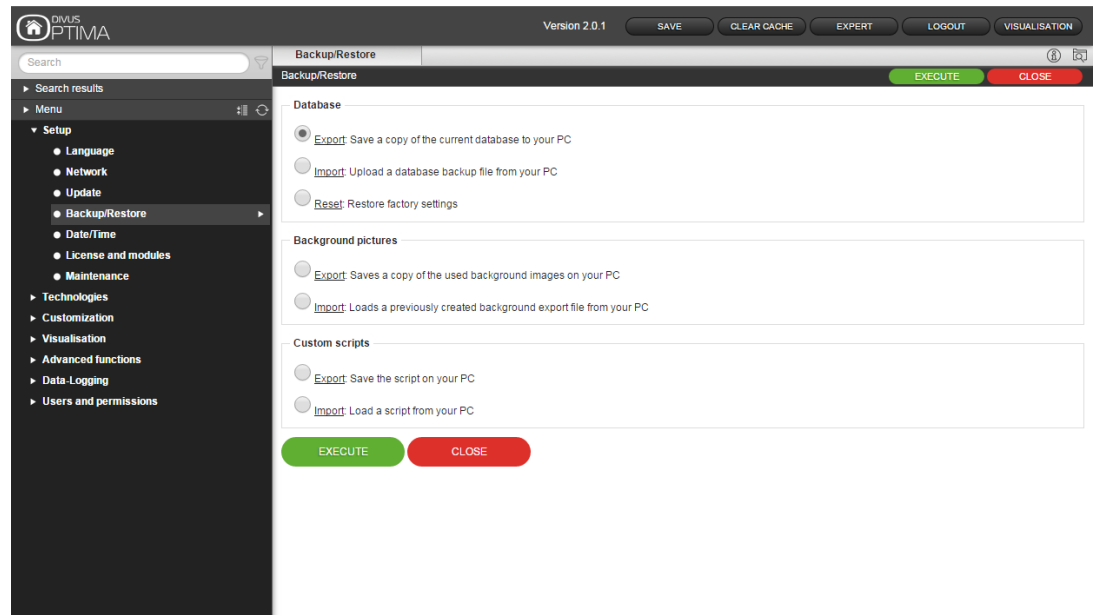 DIVUS
OPTIMA
Version 2.0.1
SAVE
CLEAR CACHE
EXPERT
LOGOUT
VISUALISATION
Search
Backup/Restore
Backup/Restore
EXECUTE
CLOSE
Search results
Menu
Setup
Language
Network
Update
Backup/Restore
Date/Time
License and modules
Maintenance
Technologies
Customization
Visualisation
Advanced functions
Data-Logging
Users and permissions
Database
Export: Save a copy of the current database to your PC
Import: Upload a database backup file from your PC
Reset: Restore factory settings
Background pictures
Export: Saves a copy of the used background images on your PC
Import: Loads a previously created background export file from your PC
Custom scripts
Export: Save the script on your PC
Import: Load a script from your PC
EXECUTE
CLOSE